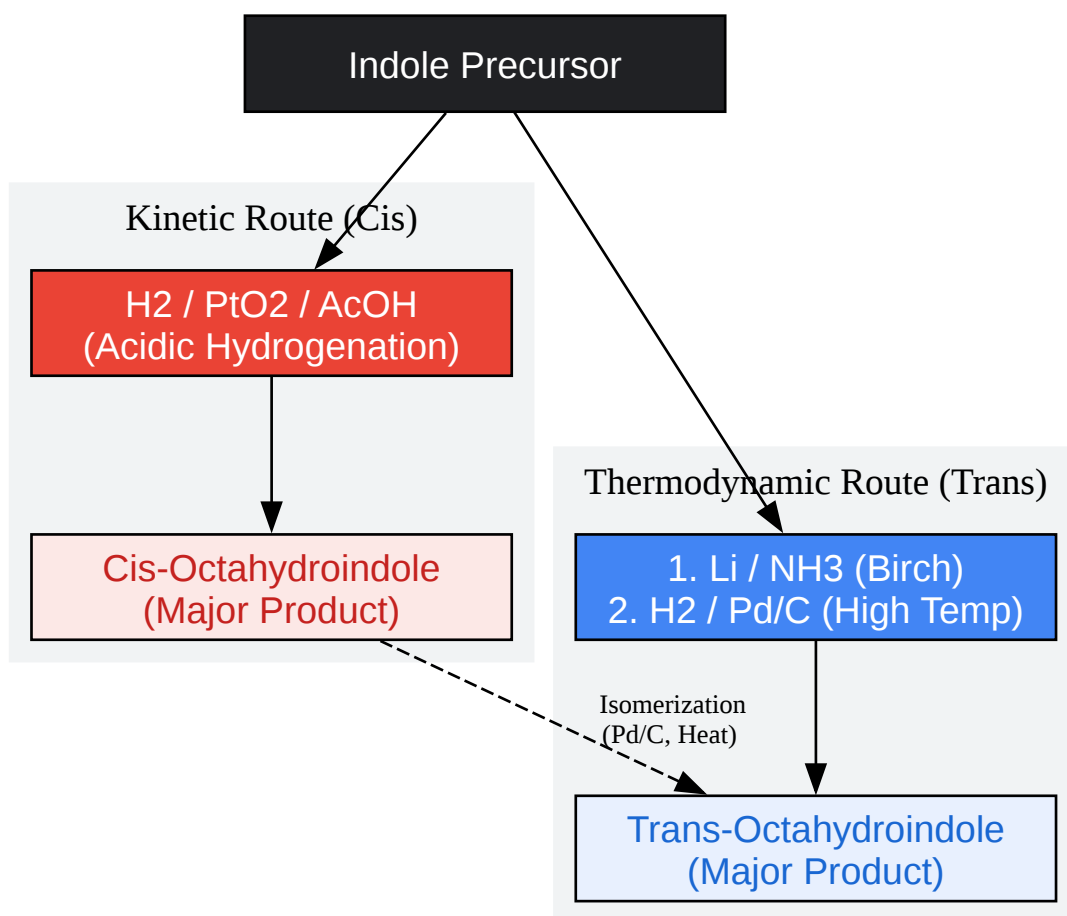 Indole Precursor
Kinetic Route (Cis)
H2 / PtO2 / AcOH
(Acidic Hydrogenation)
Cis-Octahydroindole
(Major Product)
Thermodynamic Route (Trans)
1. Li / NH3 (Birch)
2. H2 / Pd/C (High Temp)
Isomerization
(Pd/C, Heat)
Trans-Octahydroindole
(Major Product)